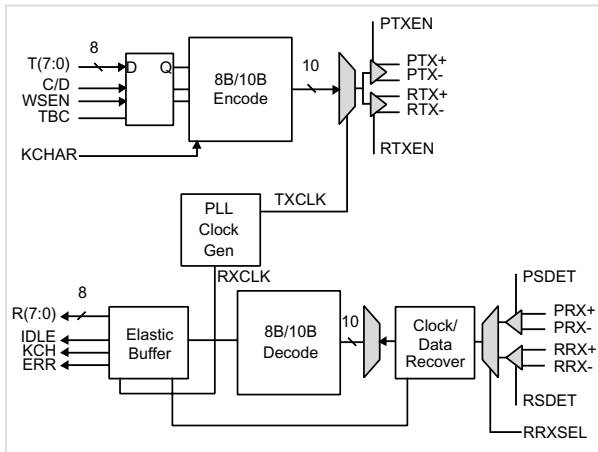 PTXEN
8
T(7:0)
D
Q
8B/10B
Encode
10
PTX+
PTX-
C/D
WSEN
TBC
RTX+
RTX-
KCHAR
RTXEN
TXCLK
PLL
Clock
Gen
RXCLK
PSDET
8
R(7:0)
IDLE
KCH
ERR
Elastic
Buffer
8B/10B
Decode
10
Clock/
Data
Recover
PRX+
PRX-
RRX+
RRX-
RSDET
RRXSEL